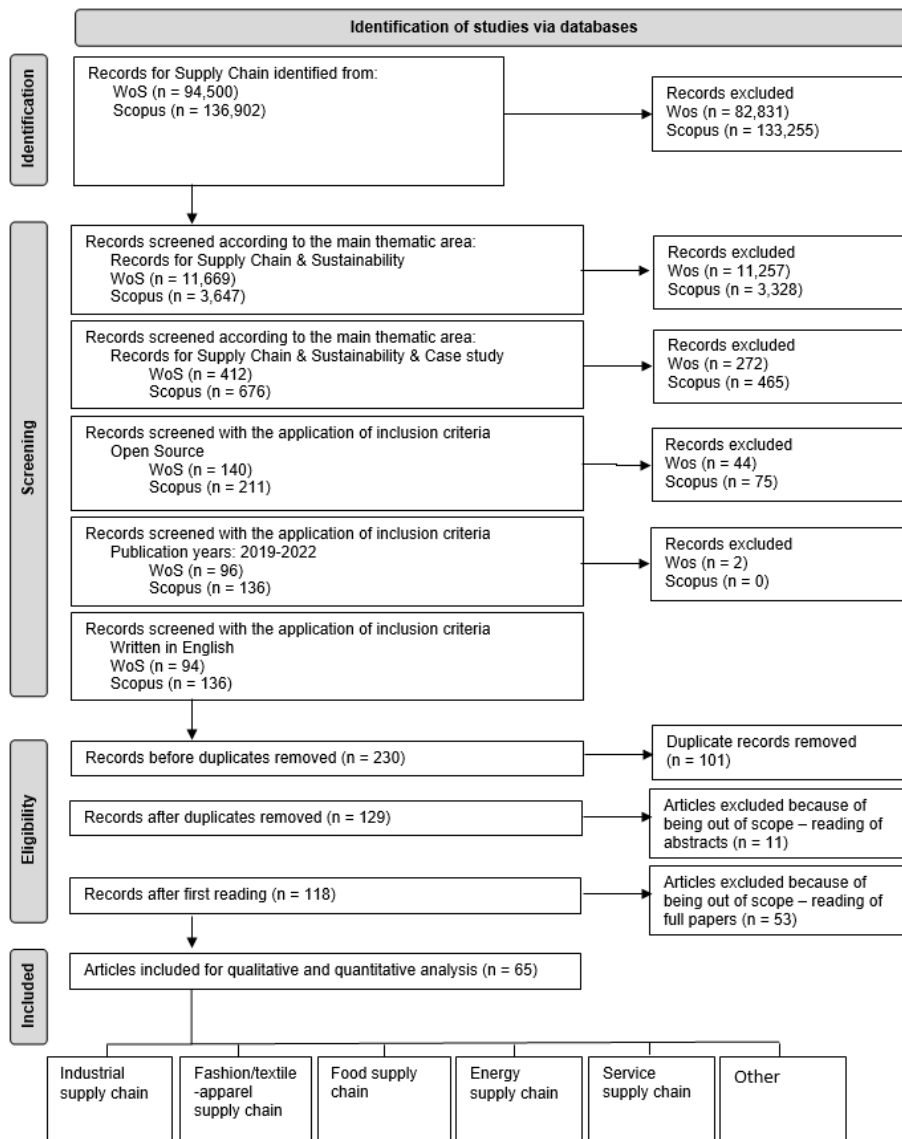 Identification of studies via databases
Identification
Records for Supply Chain identified from:
WoS (n = 94,500)
Scopus (n = 136,902)
Records excluded
Wos (n = 82,831)
Scopus (n = 133,255)
Screening
Records screened according to the main thematic area:
Records for Supply Chain & Sustainability
WoS (n = 11,669)
Scopus (n = 3,647)
Records excluded
Wos (n = 11,257)
Scopus (n = 3,328)
Records screened according to the main thematic area:
Records for Supply Chain & Sustainability & Case study
WoS (n = 412)
Scopus (n = 676)
Records excluded
Wos (n = 272)
Scopus (n = 465)
Records screened with the application of inclusion criteria
Open Source
WoS (n = 140)
Scopus (n = 211)
Records excluded
Wos (n = 44)
Scopus (n = 75)
Records screened with the application of inclusion criteria
Publication years: 2019-2022
WoS (n = 96)
Scopus (n = 136)
Records excluded
Wos (n = 2)
Scopus (n = 0)
Records screened with the application of inclusion criteria
Written in English
WoS (n = 94)
Scopus (n = 136)
Eligibility
Records before duplicates removed (n = 230)
Duplicate records removed
(n = 101)
Records after duplicates removed (n = 129)
Articles excluded because of
being out of scope – reading of
abstracts (n = 11)
Records after first reading (n = 118)
Articles excluded because of
being out of scope – reading of
full papers (n = 53)
Included
Articles included for qualitative and quantitative analysis (n = 65)
Industrial
supply chain
Fashion/textile
-apparel
supply chain
Food supply
chain
Energy
supply chain
Service
supply chain
Other